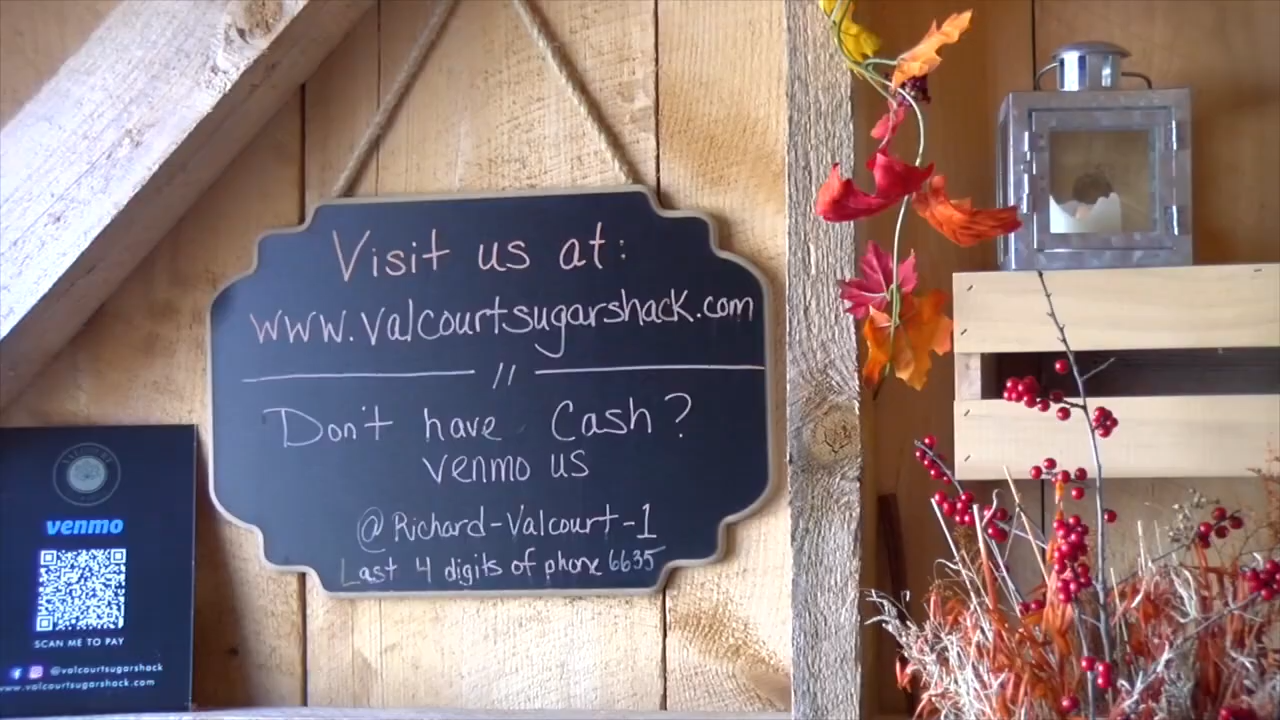 Visit us at:
www.valcourtsugarshack.com
Don't have Cash?
venmo us
@Richard-Valcourt-1
Last 4 digits of phone 6635
venmo
SCAN ME TO PAY
@valcourtsugarshack
www.valcourtsugarshack.com